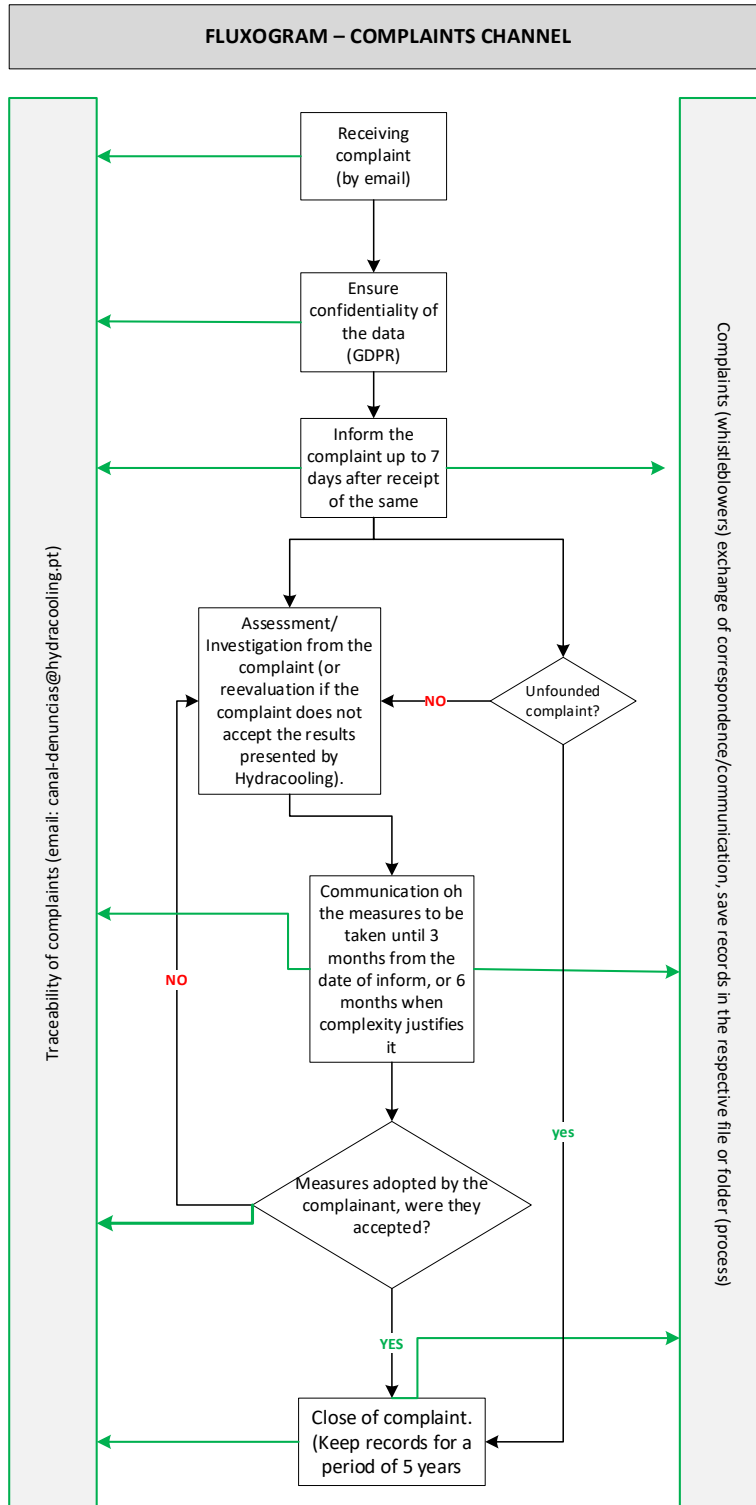 FLUXOGRAM – COMPLAINTS CHANNEL
Receiving
complaint
(by email)
Ensure
confidentiality of
the data
(GDPR)
Inform the
complaint up to 7
days after receipt
of the same
Assessment/
Investigation from the
complaint (or
reevaluation if the
complaint does not
accept the results
presented by
Hydracooling).
NO
Unfounded
complaint?
Communication oh
the measures to be
taken until 3
months from the
date of inform, or 6
months when
complexity justifies
it
NO
yes
Measures adopted by the
complainant, were they
accepted?
YES
Close of complaint.
(Keep records for a
period of 5 years
Traceability of complaints (email: canal-denuncias@hydracooling.pt)
Complaints (whistleblowers) exchange of correspondence/communication, save records in the respective file or folder (process)